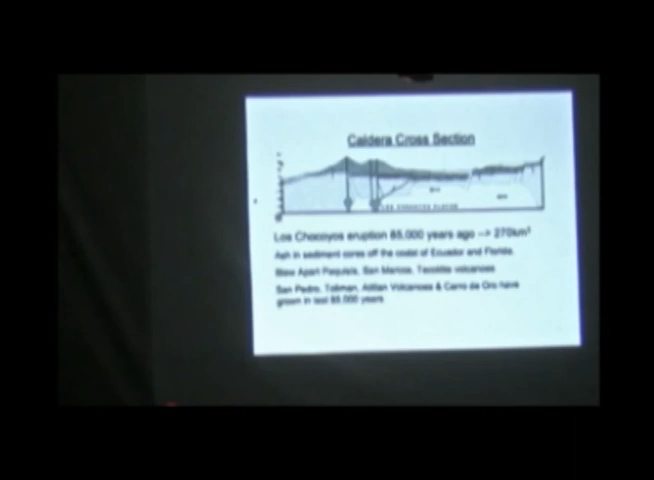 Caldera Cross Section
Los Chocoyos eruption 85,000 years ago --> 270km³
Ash in sediment cores off the coast of Ecuador and Florida
Blew Apart Paquisis, San Marcos, Tecolote volcanoes
San Pedro, Toliman, Atitlan Volcanoes & Cerro de Oro have
grown in last 85,000 years